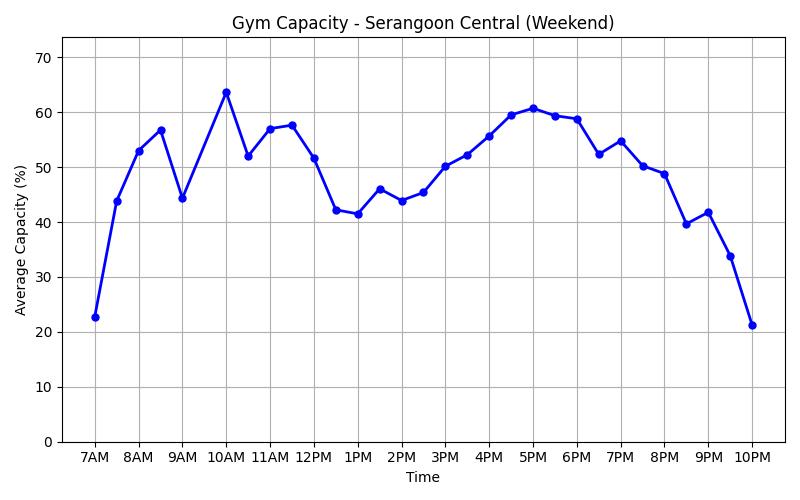 Gym Capacity - Serangoon Central (Weekend)
Average Capacity (%)
70
60
50
40
30
20
10
0
7AM 8AM 9AM 10AM 11AM 12PM 1PM 2PM 3PM 4PM 5PM 6PM 7PM 8PM 9PM 10PM
Time